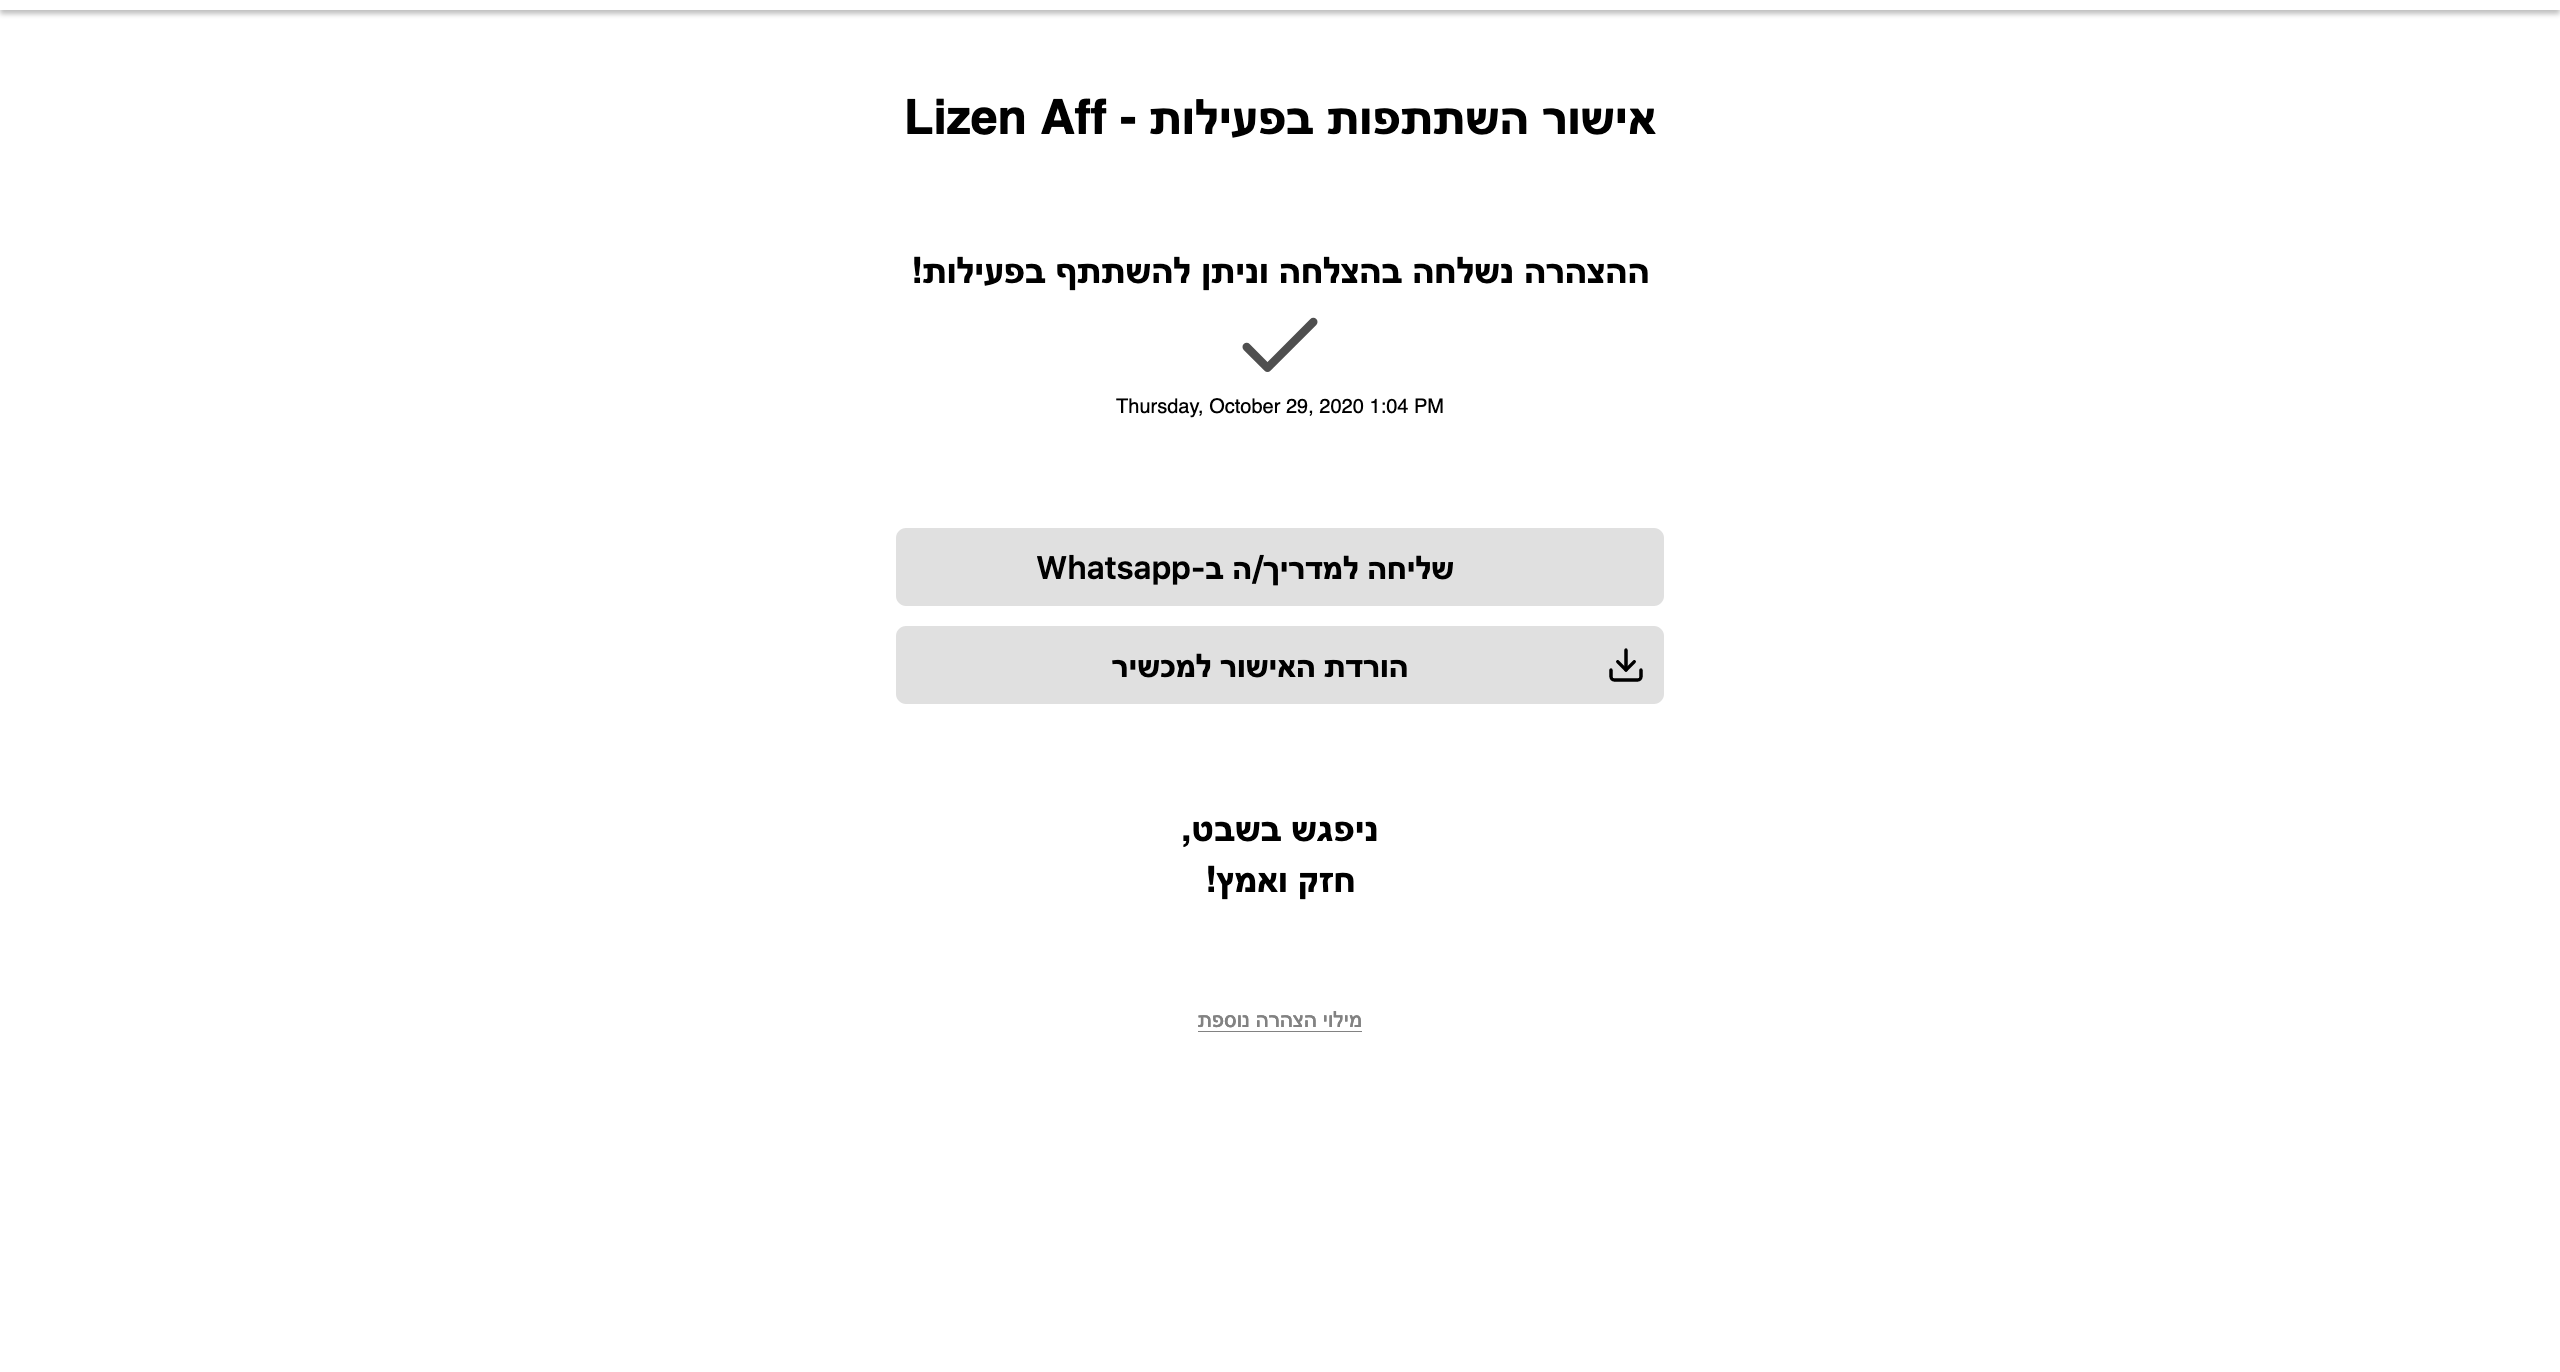 אישור השתתפות בפעילות - Lizen Aff
ההצהרה נשלחה בהצלחה וניתן להשתתף בפעילות!
Thursday, October 29, 2020 1:04 PM
שליחה למדריך/ה ב-Whatsapp
הורדת האישור למכשיר
ניפגש בשבט,
חזק ואמץ!
מילוי הצהרה נוספת